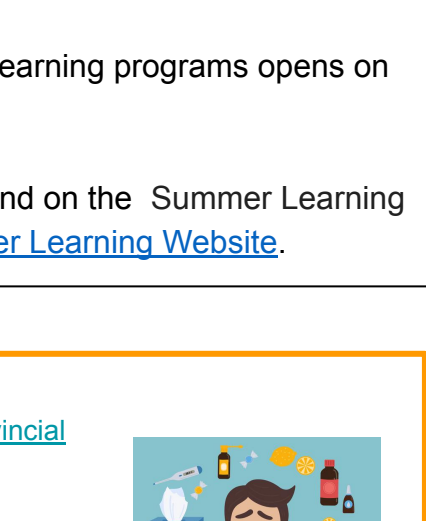 earning programs opens on
nd on the Summer Learning
er Learning Website.
incial